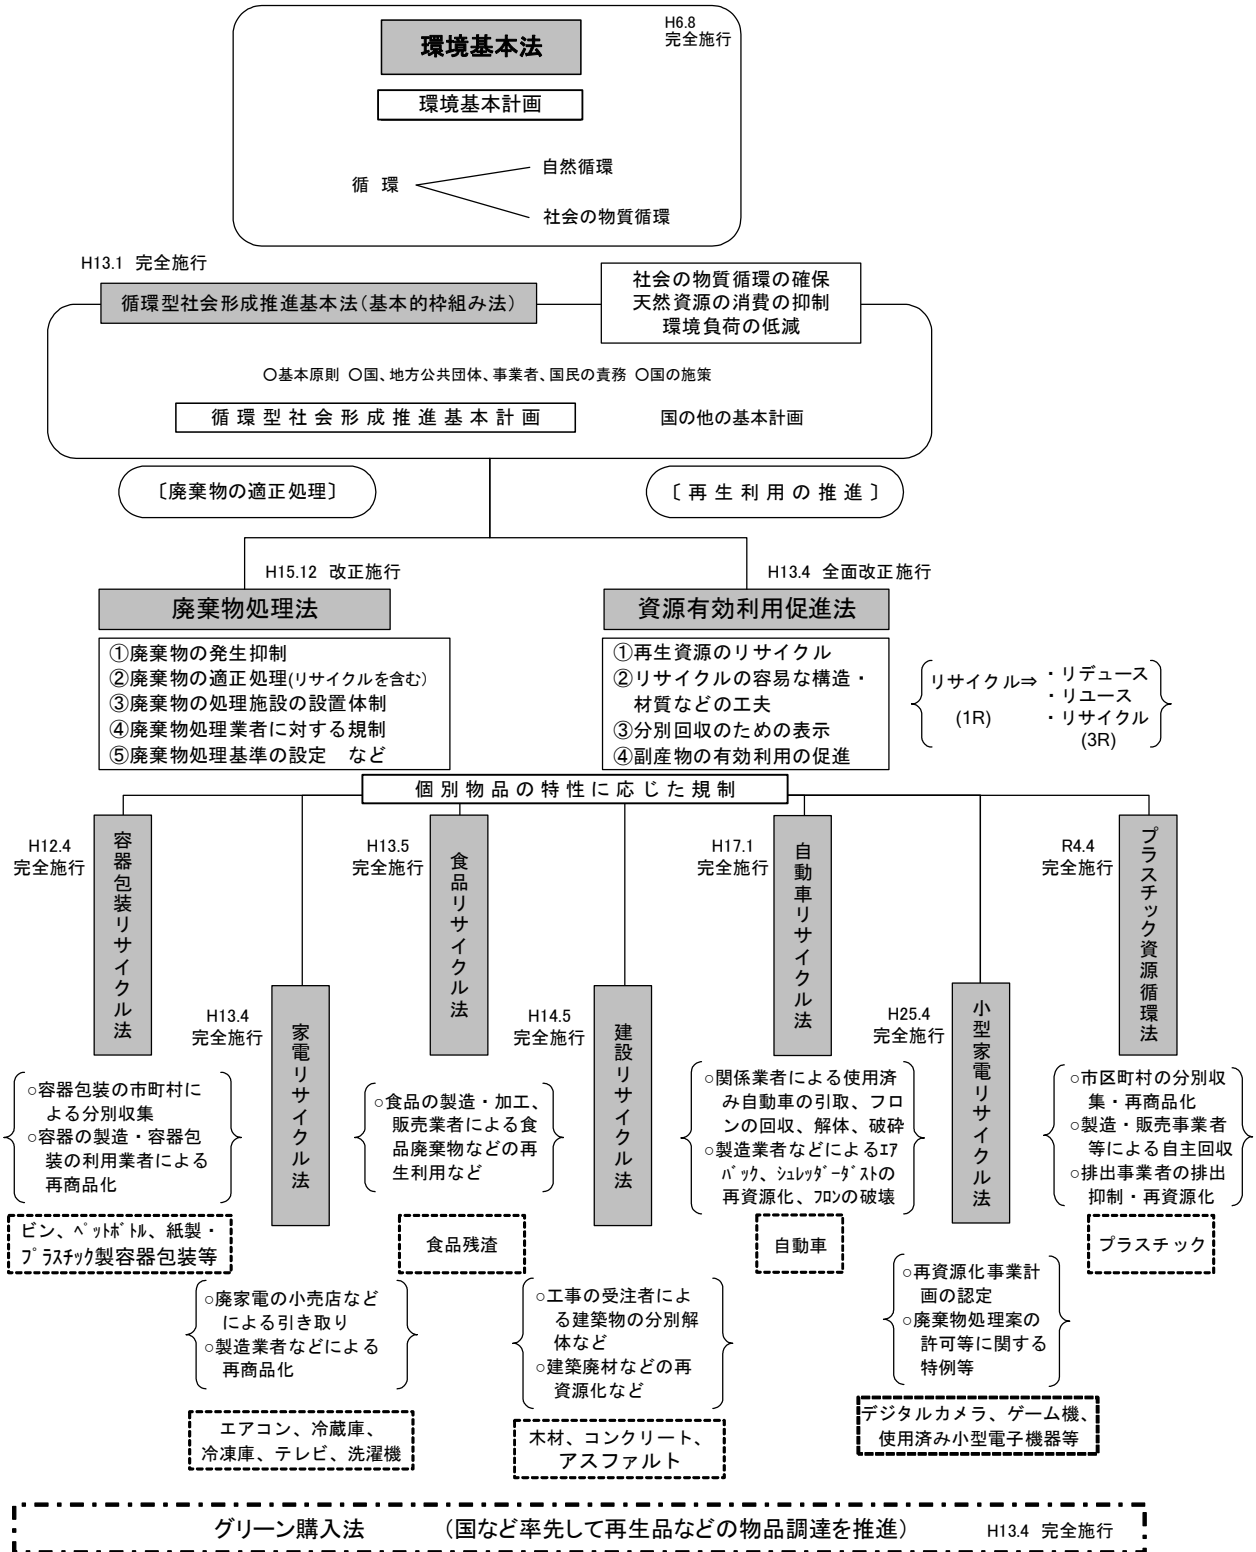 環境基本法
H6.8
完全施行
環境基本計画
循 環
自然循環
社会の物質循環
H13.1 完全施行
循環型社会形成推進基本法(基本的枠組み法)
社会の物質循環の確保
天然資源の消費の抑制
環境負荷の低減
○基本原則 ○国、地方公共団体、事業者、国民の責務 ○国の施策
循環型社会形成推進基本計画
国の他の基本計画
〔廃棄物の適正処理〕
〔再生利用の推進〕
H15.12 改正施行
廃棄物処理法
①廃棄物の発生抑制
②廃棄物の適正処理(リサイクルを含む)
③廃棄物の処理施設の設置体制
④廃棄物処理業者に対する規制
⑤廃棄物処理基準の設定 など
H13.4 全面改正施行
資源有効利用促進法
①再生資源のリサイクル
②リサイクルの容易な構造・
材質などの工夫
③分別回収のための表示
④副産物の有効利用の促進
リサイクル⇒
(1R)
・リデュース
・リユース
・リサイクル
(3R)
個別物品の特性に応じた規制
H12.4
完全施行
容器包装リサイクル法
○容器包装の市町村に
よる分別収集
○容器の製造・容器包
装の利用業者による
再商品化
ビン、ペットボトル、紙製・
プラスチック製容器包装等
H13.4
完全施行
家電リサイクル法
○廃家電の小売店など
による引き取り
○製造業者などによる
再商品化
エアコン、冷蔵庫、
冷凍庫、テレビ、洗濯機
H13.5
完全施行
食品リサイクル法
○食品の製造・加工、
販売業者による食
品廃棄物などの再
生利用など
食品残渣
H14.5
完全施行
建設リサイクル法
○工事の受注者によ
る建築物の分別解
体など
○建築廃材などの再
資源化など
木材、コンクリート、
アスファルト
H17.1
完全施行
自動車リサイクル法
○関係業者による使用済
み自動車の引取、フロ
ンの回収、解体、破砕
○製造業者などによるエア
バック、シュレッダーダストの
再資源化、フロンの破壊
自動車
H25.4
完全施行
小型家電リサイクル法
○再資源化事業計
画の認定
○廃棄物処理案の
許可等に関する
特例等
デジタルカメラ、ゲーム機、
使用済み小型電子機器等
R4.4
完全施行
プラスチック資源循環法
○市区町村の分別収
集・再商品化
○製造・販売事業者
等による自主回収
○排出事業者の排出
抑制・再資源化
プラスチック
グリーン購入法 (国など率先して再生品などの物品調達を推進) H13.4 完全施行